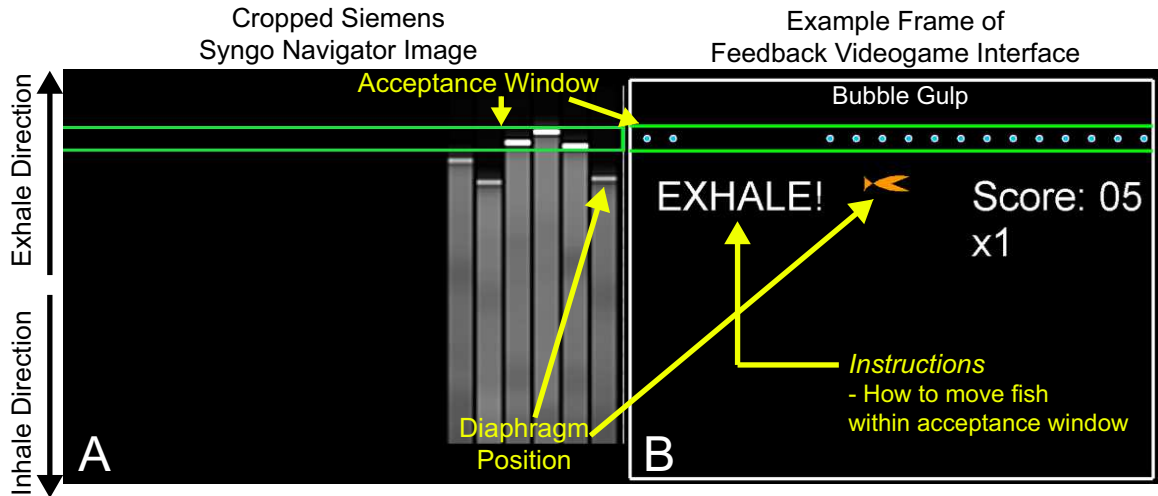 Cropped Siemens
Syngo Navigator Image
Example Frame of
Feedback Videogame Interface
Exhale Direction
Inhale Direction
Acceptance Window
Bubble Gulp
EXHALE!
Score: 05
x1
Instructions
- How to move fish
within acceptance window
Diaphragm
Position
A
B